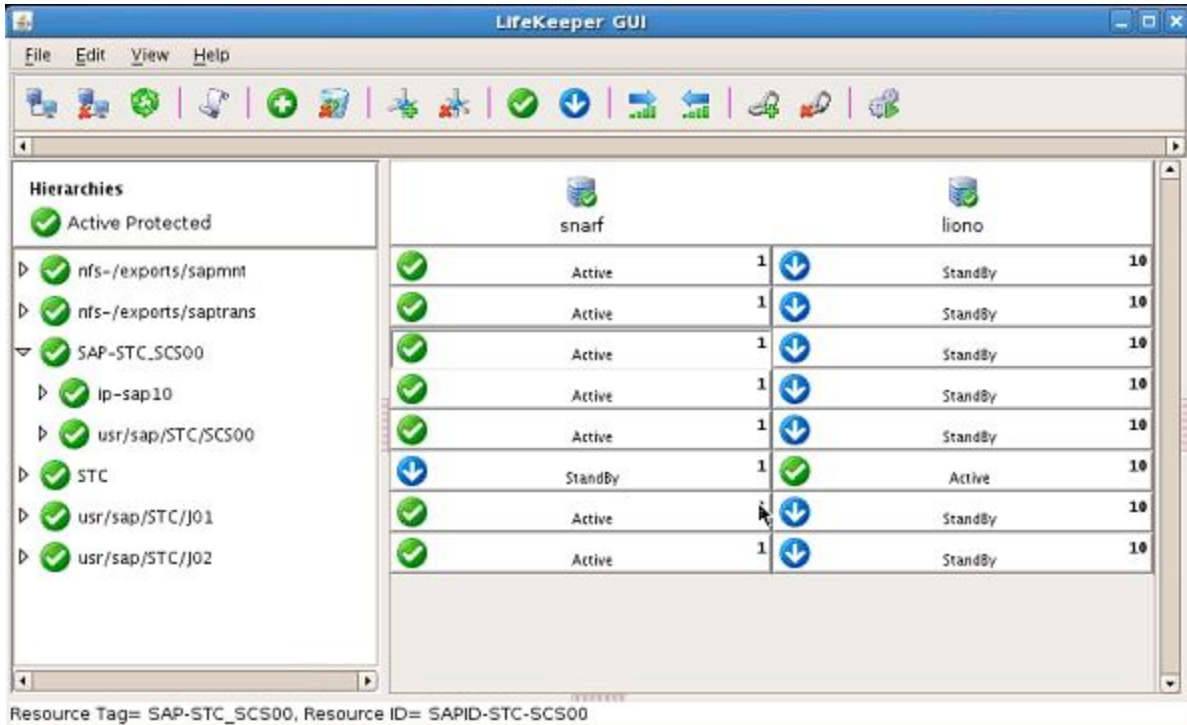 LifeKeeper GUI
File Edit View Help
Hierarchies
Active Protected
snarf liono
nfs-/exports/sapmnt Active 1 StandBy 10
nfs-/exports/saptrans Active 1 StandBy 10
SAP-STC_SCS00 Active 1 StandBy 10
ip-sap10 Active 1 StandBy 10
usr/sap/STC/SCS00 Active 1 StandBy 10
STC StandBy 1 Active 10
usr/sap/STC/J01 Active StandBy 10
usr/sap/STC/J02 Active 1 StandBy 10
Resource Tag= SAP-STC_SCS00, Resource ID= SAPID-STC-SCS00